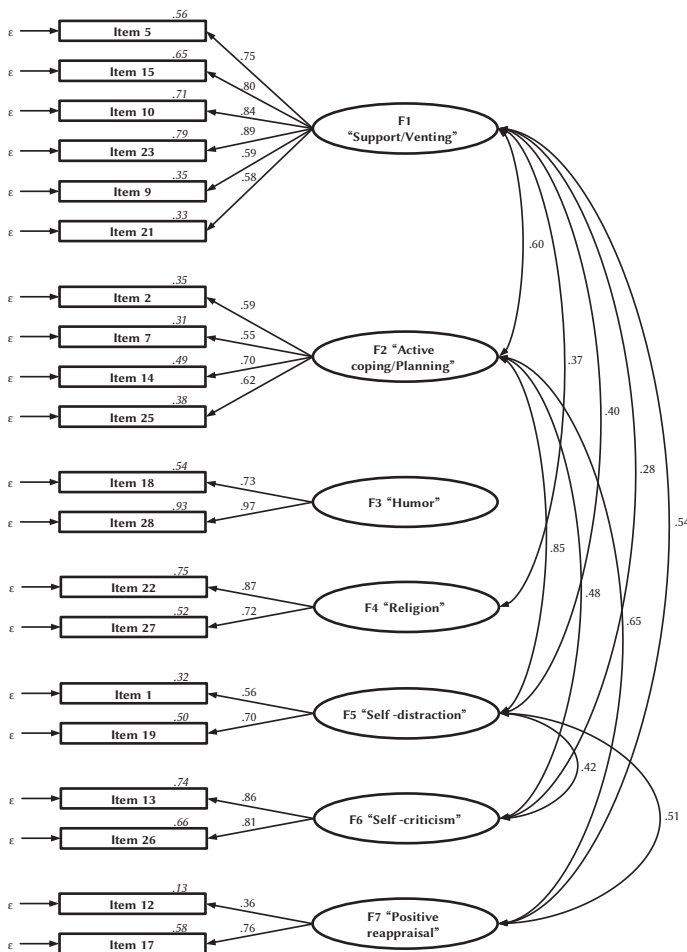 .56
ε Item 5
.75
.65
ε Item 15
.80
.71
ε Item 10
.84
F1
"Support/Venting"
.79
ε Item 23
.89
.35
ε Item 9
.59
.33
ε Item 21
.58
.60
.35
ε Item 2
.59
.31
ε Item 7
.55
F2 "Active
coping/Planning"
.49
ε Item 14
.70
.38
ε Item 25
.62
.37
.40
.28
.54
.54
ε Item 18
.73
F3 "Humor"
.93
ε Item 28
.97
.85
.48
.65
.75
ε Item 22
.87
F4 "Religion"
.52
ε Item 27
.72
.32
ε Item 1
.56
F5 "Self -distraction"
.50
ε Item 19
.70
.42
.51
.74
ε Item 13
.86
F6 "Self -criticism"
.66
ε Item 26
.81
.13
ε Item 12
.36
F7 "Positive
reappraisal"
.58
ε Item 17
.76